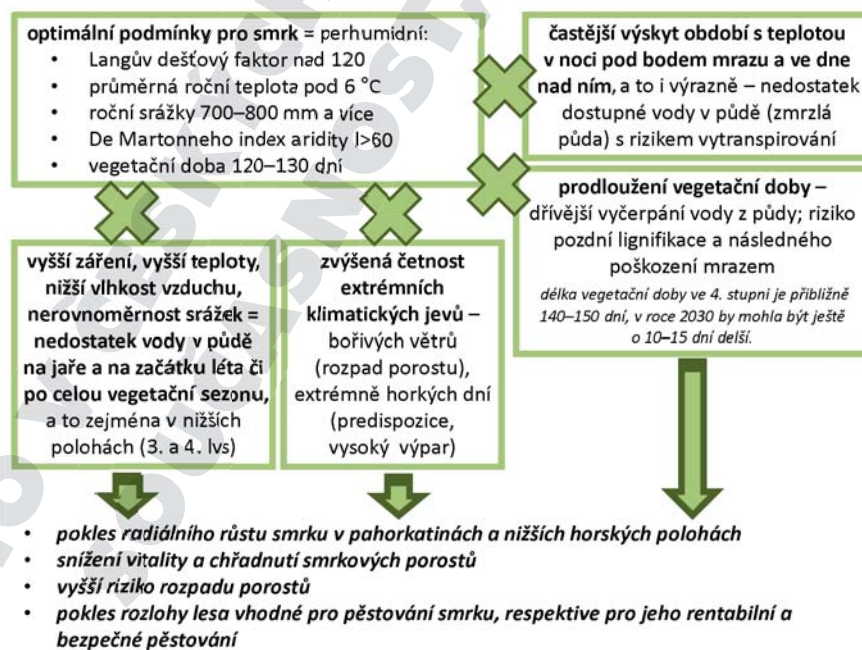 optimální podmínky pro smrk = perhumidní:
• Langův dešťový faktor nad 120
• průměrná roční teplota pod 6 °C
• roční srážky 700–800 mm a více
• De Martonneho index aridity I>60
• vegetační doba 120–130 dní
častější výskyt období s teplotou
v noci pod bodem mrazu a ve dne
nad ním, a to i výrazně – nedostatek
dostupné vody v půdě (zmrzlá
půda) s rizikem vytranspirování
prodloužení vegetační doby –
dřívější vyčerpání vody z půdy; riziko
pozdní lignifikace a následného
poškození mrazem
délka vegetační doby ve 4. stupni je přibližně
140–150 dní, v roce 2030 by mohla být ještě
o 10–15 dní delší.
vyšší záření, vyšší teploty,
nižší vlhkost vzduchu,
nerovnoměrnost srážek =
nedostatek vody v půdě
na jaře a na začátku léta či
po celou vegetační sezonu,
a to zejména v nižších
polohách (3. a 4. lvs)
zvýšená četnost
extrémních
klimatických jevů –
bořivých větrů
(rozpad porostu),
extrémně horkých dní
(predispozice,
vysoký výpar)
• pokles radiálního růstu smrku v pahorkatinách a nižších horských polohách
• snížení vitality a chřadnutí smrkových porostů
• vyšší riziko rozpadu porostů
• pokles rozlohy lesa vhodné pro pěstování smrku, respektive pro jeho rentabilní a
bezpečné pěstování